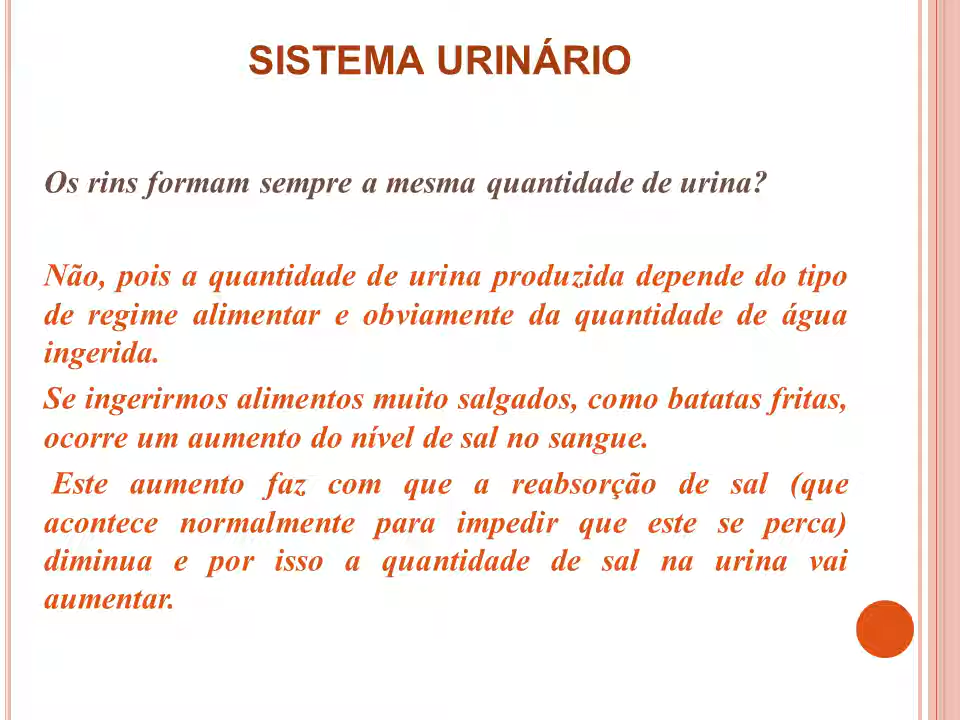 SISTEMA URINÁRIO
Os rins formam sempre a mesma quantidade de urina?
Não, pois a quantidade de urina produzida depende do tipo
de regime alimentar e obviamente da quantidade de água
ingerida.
Se ingerirmos alimentos muito salgados, como batatas fritas,
ocorre um aumento do nível de sal no sangue.
Este aumento faz com que a reabsorção de sal (que
acontece normalmente para impedir que este se perca)
diminua e por isso a quantidade de sal na urina vai
aumentar.